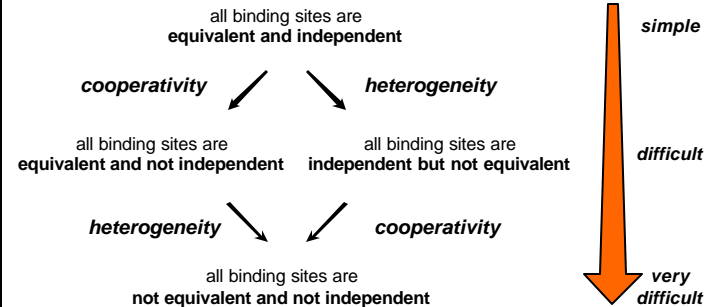 all binding sites are
equivalent and independent
simple
cooperativity
heterogeneity
all binding sites are
equivalent and not independent
all binding sites are
independent but not equivalent
difficult
heterogeneity
cooperativity
all binding sites are
not equivalent and not independent
very
difficult